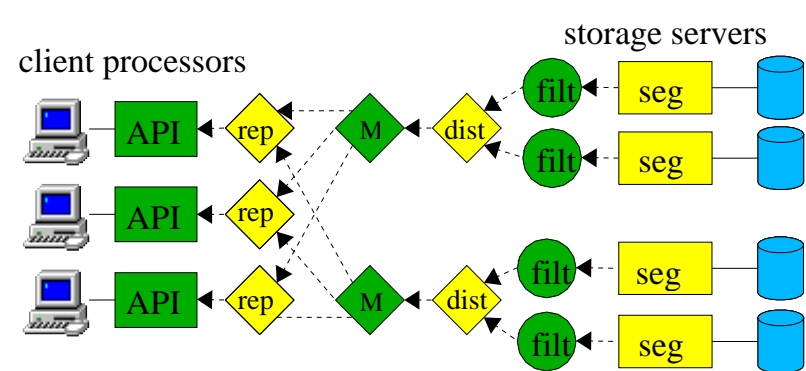 storage servers
client processors
filt
seg
API
rep
M
dist
filt
seg
API
rep
filt
seg
API
rep
M
dist
filt
seg